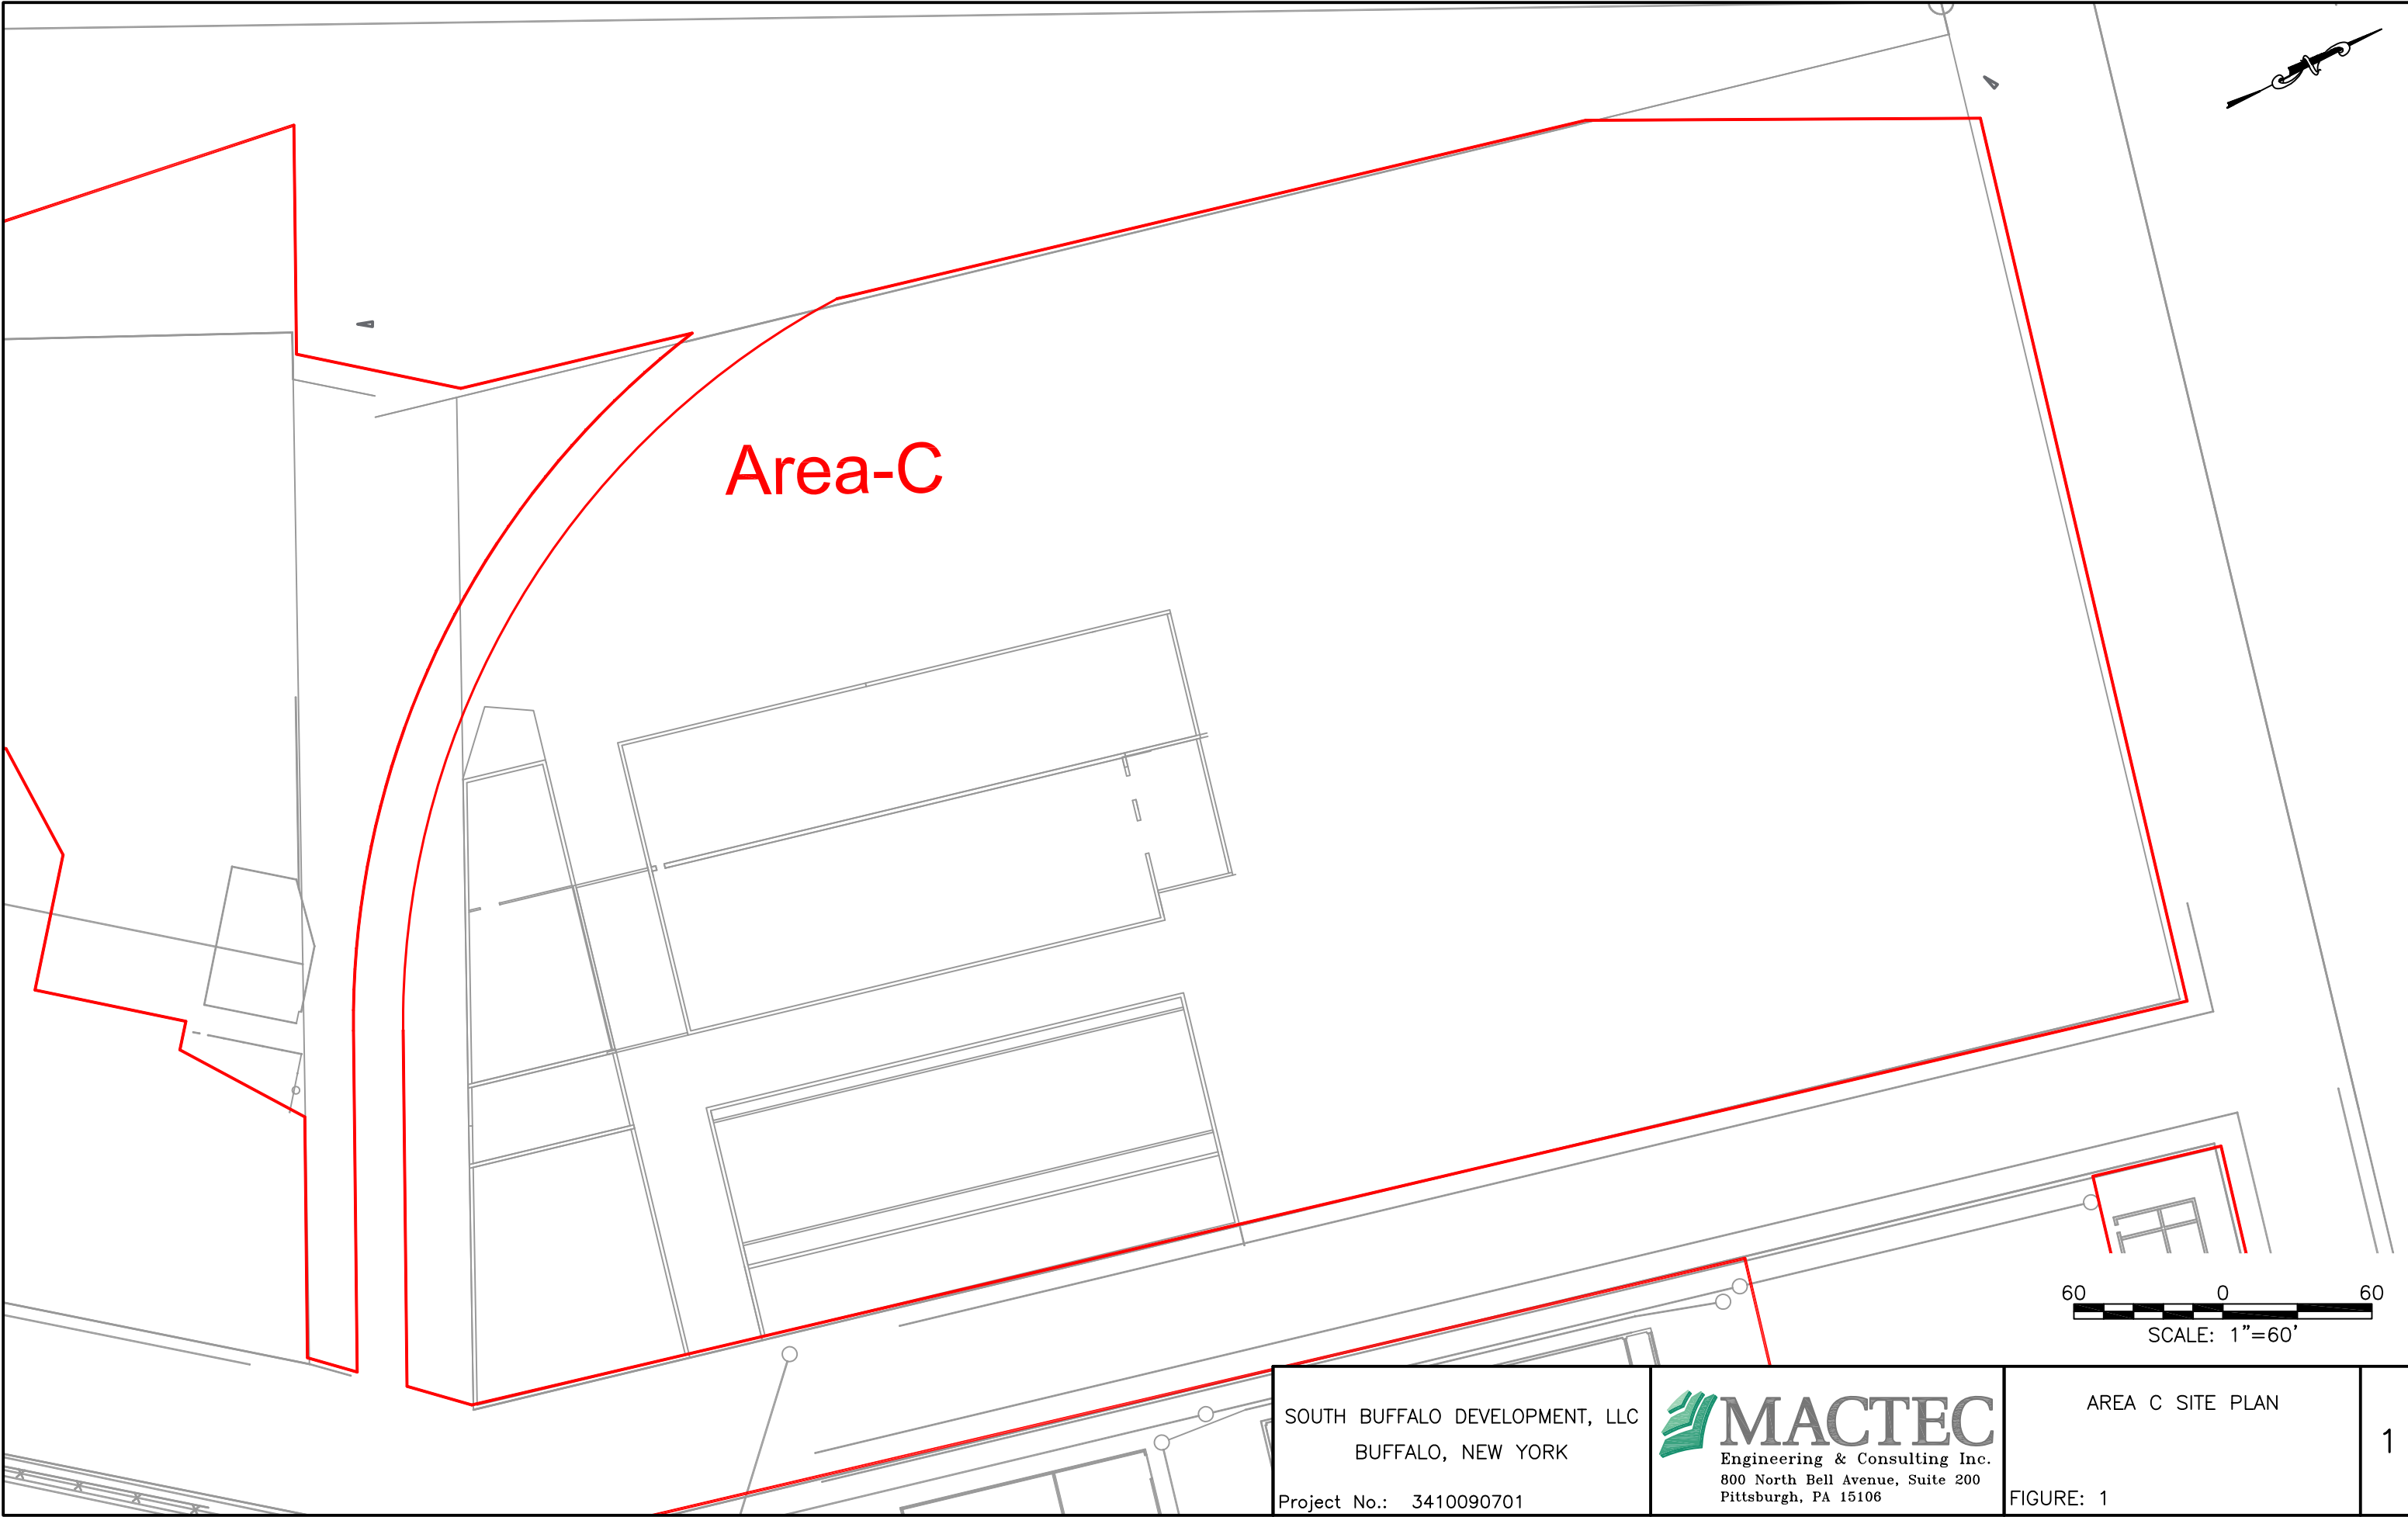 Area-C
60 0 60
SCALE: 1"=60'
SOUTH BUFFALO DEVELOPMENT, LLC
BUFFALO, NEW YORK
Project No.: 3410090701
MACTEC
Engineering & Consulting Inc.
800 North Bell Avenue, Suite 200
Pittsburgh, PA 15106
AREA C SITE PLAN
FIGURE: 1
1